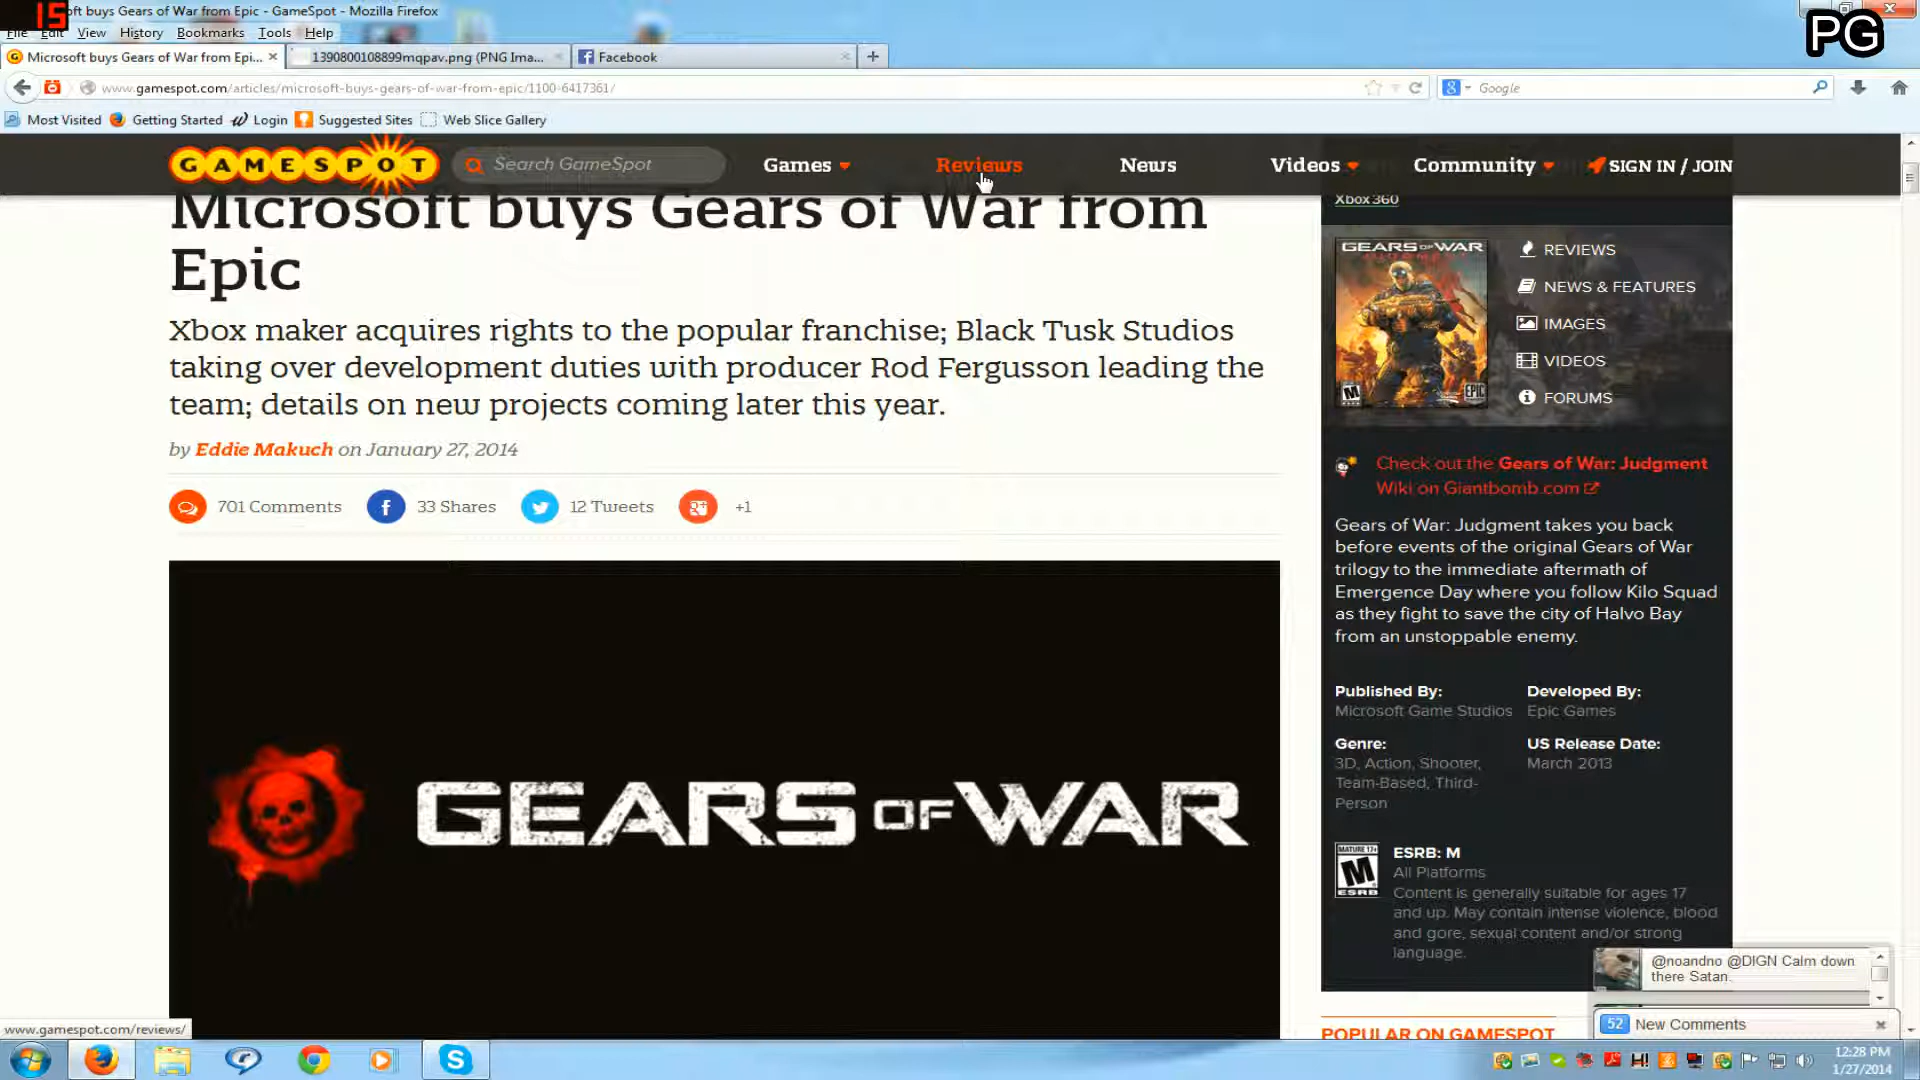 15
ft buys Gears of War from Epic - GameSpot - Mozilla Firefox
PG
File Edit View History Bookmarks Tools Help
Microsoft buys Gears of War from Epi...
1390800108899mqpav.png (PNG Ima...
Facebook
www.gamespot.com/articles/microsoft-buys-gears-of-war-from-epic/1100-6417361/
Google
Most Visited Getting Started Login Suggested Sites Web Slice Gallery
GAMESPOT
Search GameSpot
Games Reviews News Videos Community SIGN IN / JOIN
Microsoft buys Gears of War from
Epic
Xbox maker acquires rights to the popular franchise; Black Tusk Studios
taking over development duties with producer Rod Fergusson leading the
team; details on new projects coming later this year.
by Eddie Makuch on January 27, 2014
701 Comments 33 Shares 12 Tweets +1
GEARS OF WAR
Xbox 360
GEARS OF WAR
JUDGMENT
M
EPIC
REVIEWS
NEWS & FEATURES
IMAGES
VIDEOS
FORUMS
Check out the Gears of War: Judgment
Wiki on Giantbomb.com
Gears of War: Judgment takes you back
before events of the original Gears of War
trilogy to the immediate aftermath of
Emergence Day where you follow Kilo Squad
as they fight to save the city of Halvo Bay
from an unstoppable enemy.
Published By:
Microsoft Game Studios
Developed By:
Epic Games
Genre:
3D, Action, Shooter,
Team-Based, Third-
Person
US Release Date:
March 2013
MATURE 17+
M
ESRB
ESRB: M
All Platforms
Content is generally suitable for ages 17
and up. May contain intense violence, blood
and gore, sexual content and/or strong
language.
@noandno @DIGN Calm down
there Satan.
52 New Comments
POPULAR ON GAMESPOT
www.gamespot.com/reviews/
12:28 PM
1/27/2014